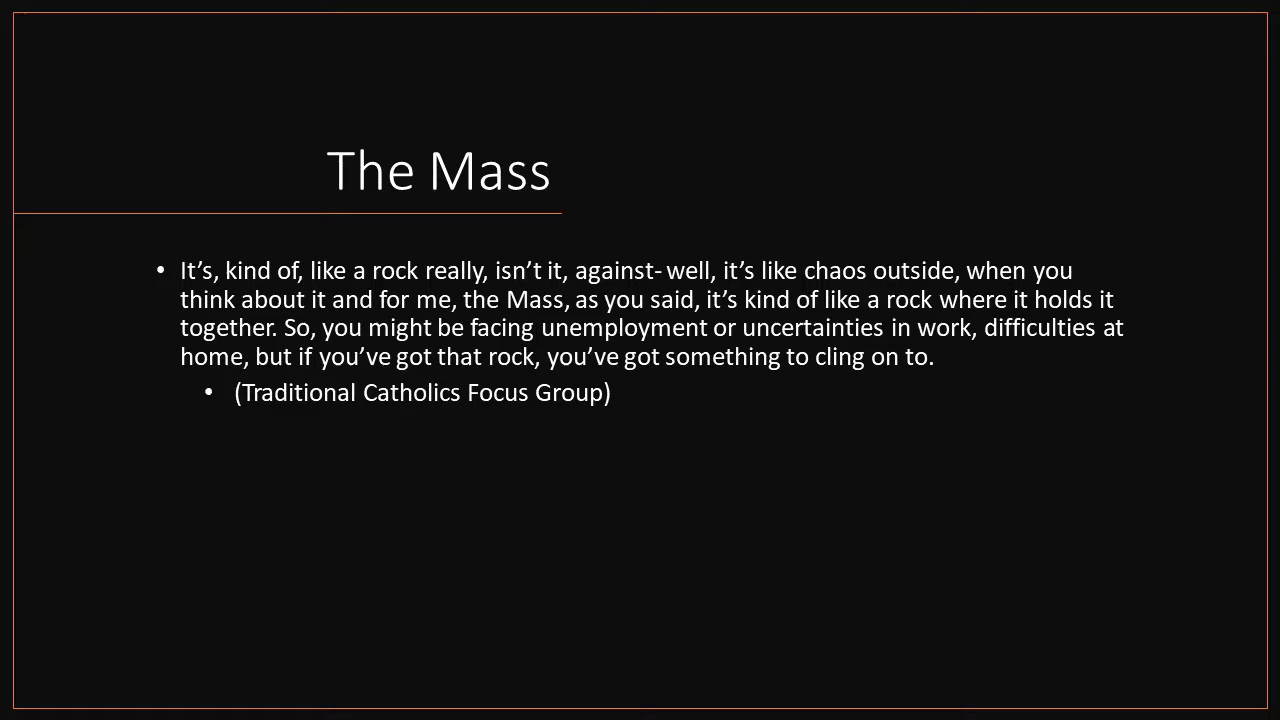 The Mass
• It’s, kind of, like a rock really, isn’t it, against- well, it’s like chaos outside, when you
think about it and for me, the Mass, as you said, it’s kind of like a rock where it holds it
together. So, you might be facing unemployment or uncertainties in work, difficulties at
home, but if you’ve got that rock, you’ve got something to cling on to.
• (Traditional Catholics Focus Group)